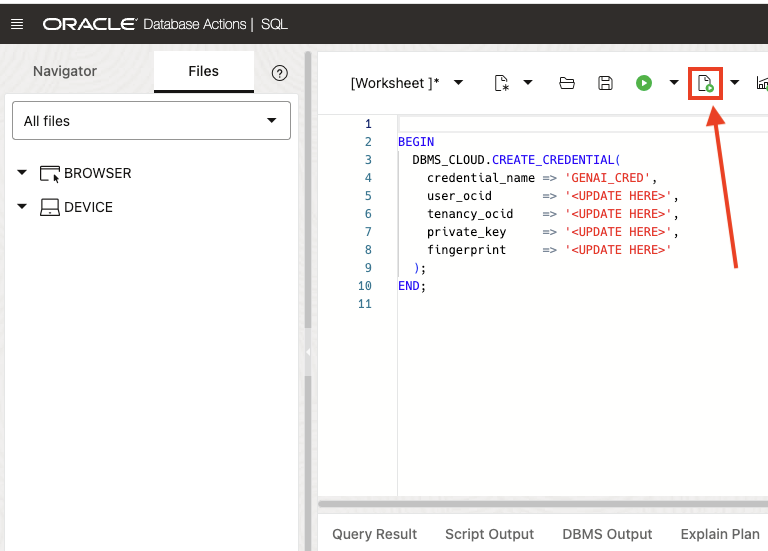 ORACLE Database Actions | SQL
Navigator
Files
?
[Worksheet ]*
All files
BROWSER
DEVICE
1
2 BEGIN
3 DBMS_CLOUD.CREATE_CREDENTIAL(
4 credential_name => 'GENAI_CRED',
5 user_ocid => '<UPDATE HERE>',
6 tenancy_ocid => '<UPDATE HERE>',
7 private_key => '<UPDATE HERE>',
8 fingerprint => '<UPDATE HERE>'
9 );
10 END;
11
Query Result Script Output DBMS Output Explain Plan